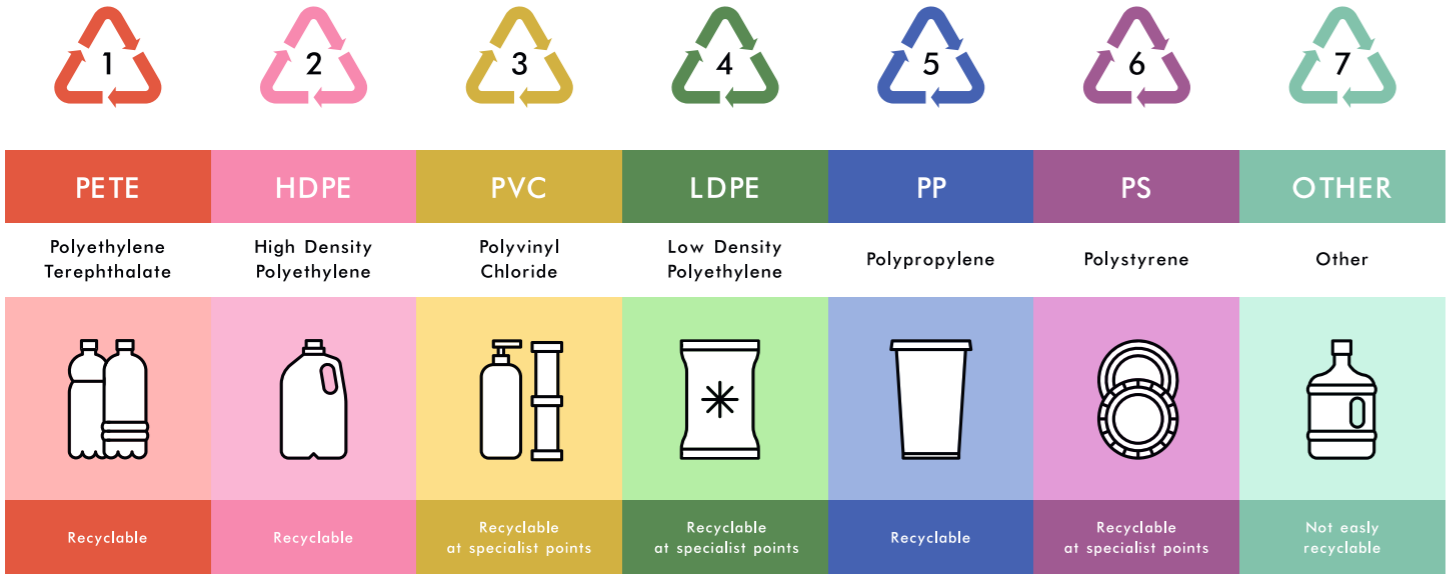 1 2 3 4 5 6 7
PETE HDPE PVC LDPE PP PS OTHER
Polyethylene
Terephthalate
High Density
Polyethylene
Polyvinyl
Chloride
Low Density
Polyethylene
Polypropylene
Polystyrene
Other
Recyclable
Recyclable
Recyclable
at specialist points
Recyclable
at specialist points
Recyclable
Recyclable
at specialist points
Not easly
recyclable